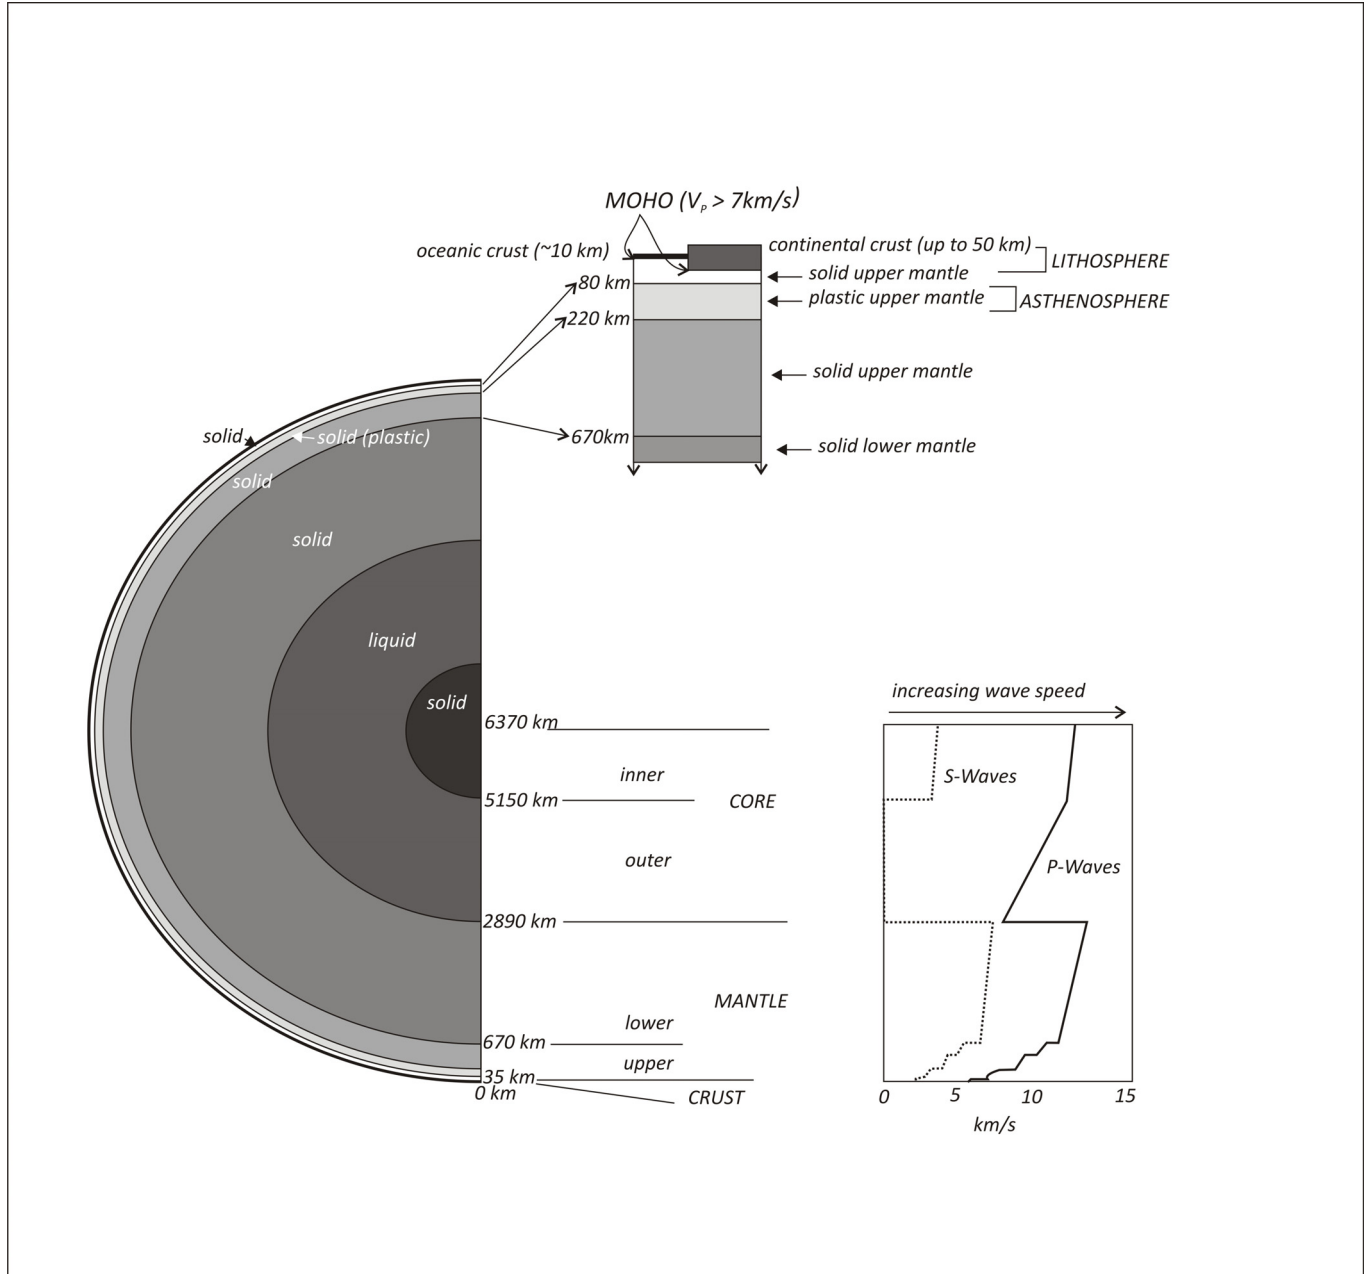 MOHO (VP > 7km/s)
oceanic crust (~10 km)
continental crust (up to 50 km)
LITHOSPHERE
solid upper mantle
80 km
plastic upper mantle
ASTHENOSPHERE
220 km
solid upper mantle
670km
solid lower mantle
solid
solid (plastic)
solid
solid
liquid
solid
6370 km
inner
5150 km
CORE
outer
2890 km
MANTLE
lower
670 km
upper
35 km
0 km
CRUST
increasing wave speed
S-Waves
P-Waves
0 5 10 15
km/s